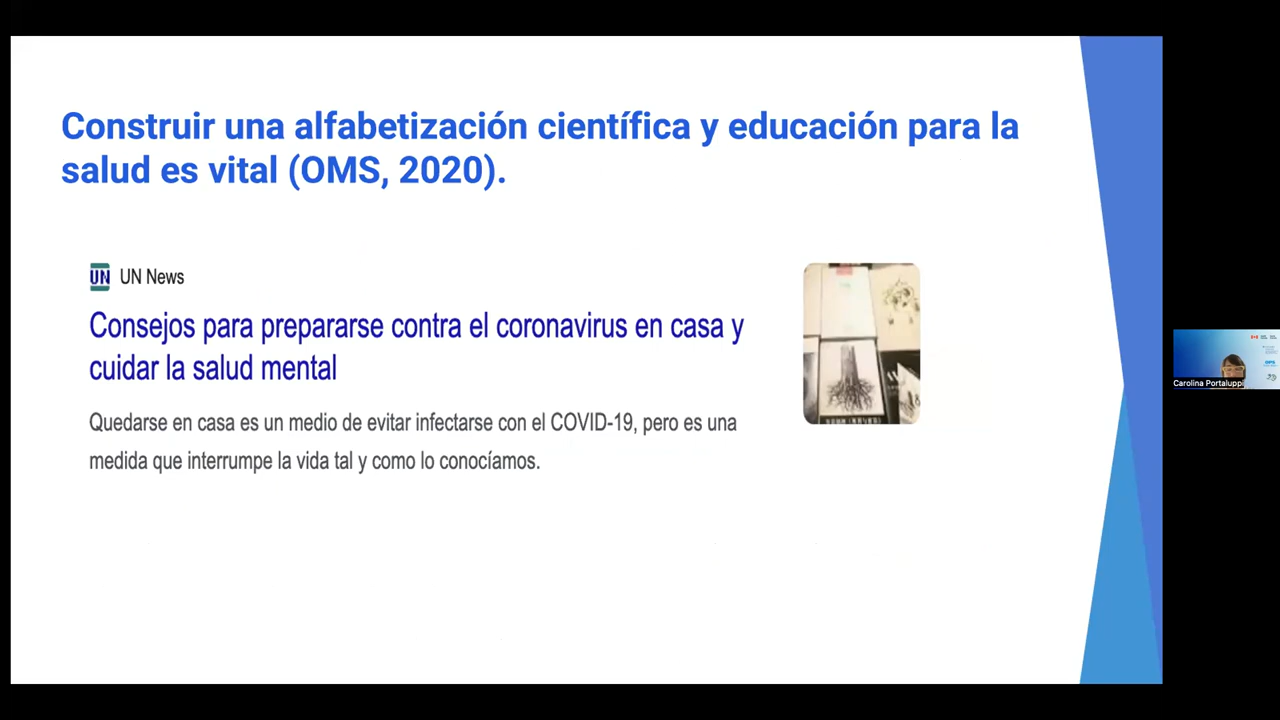 Construir una alfabetización científica y educación para la
salud es vital (OMS, 2020).
UN UN News
Consejos para prepararse contra el coronavirus en casa y
cuidar la salud mental
Quedarse en casa es un medio de evitar infectarse con el COVID-19, pero es una
medida que interrumpe la vida tal y como lo conocíamos.
Carolina Portaluppi